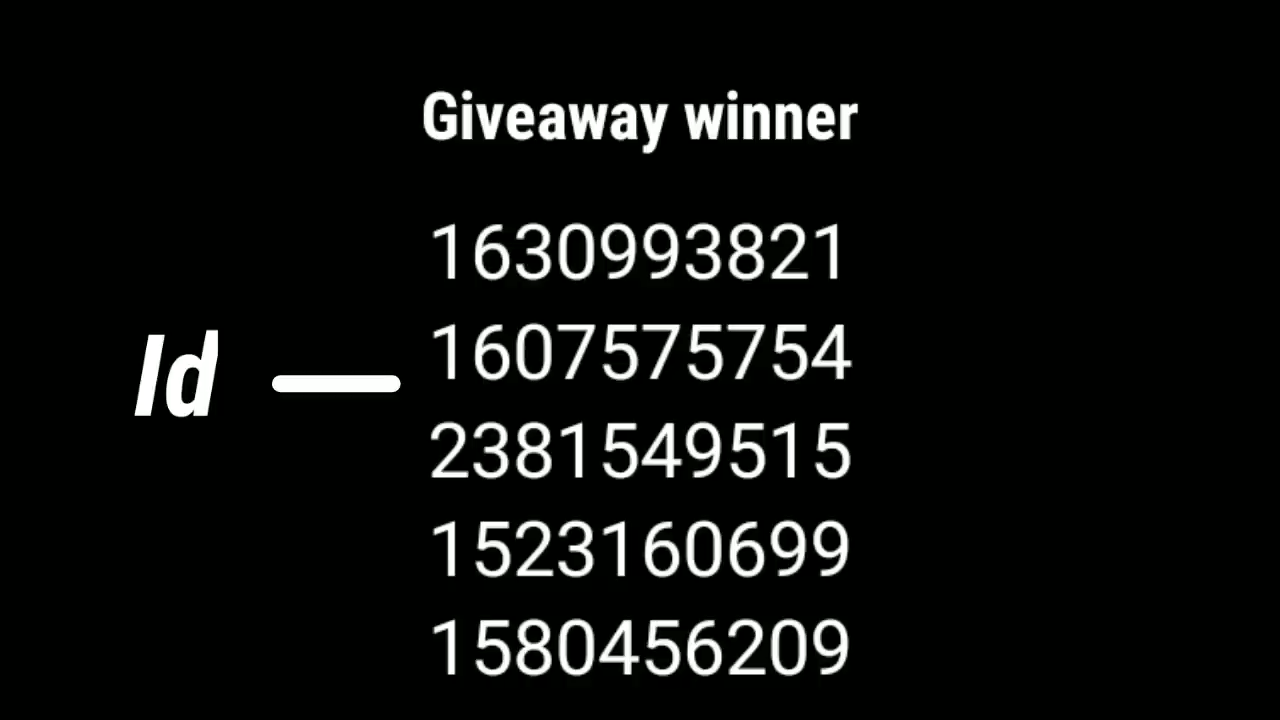 Giveaway winner
1630993821
Id — 1607575754
2381549515
1523160699
1580456209